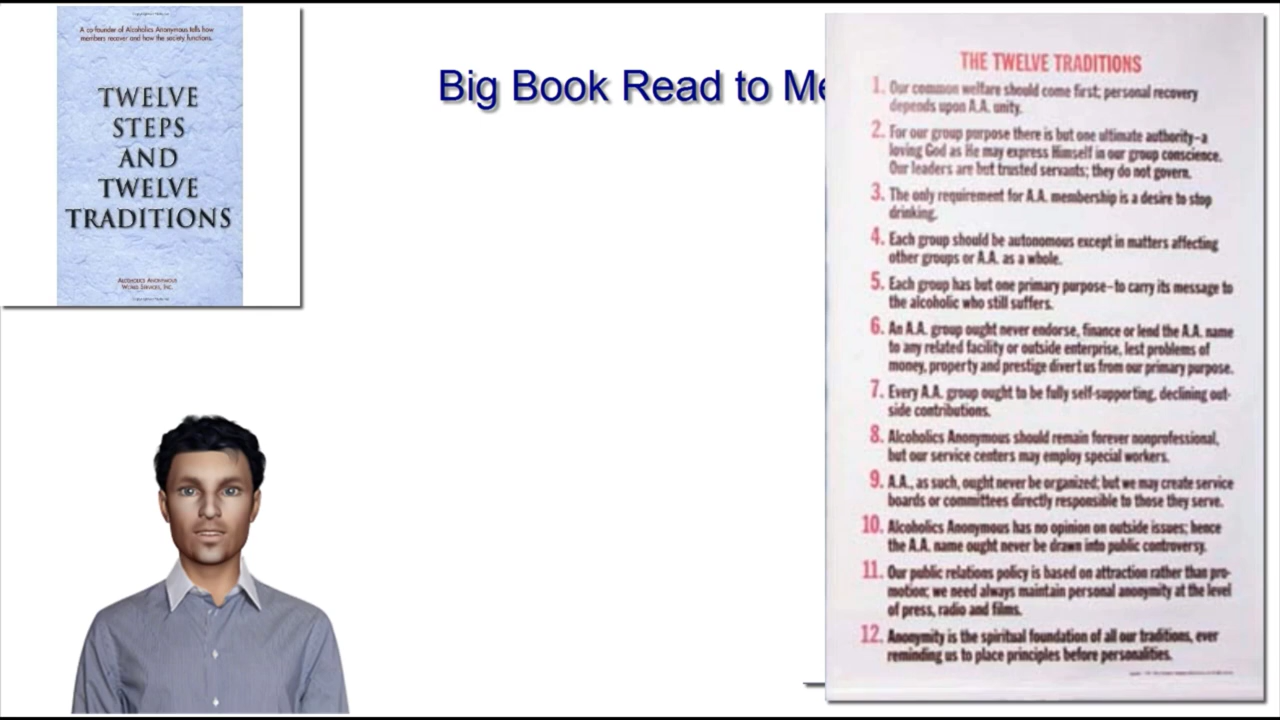 A co-founder of Alcoholics Anonymous tells how
members recover and how the society functions.
TWELVE
STEPS
AND
TWELVE
TRADITIONS
ALCOHOLICS ANONYMOUS
WORLD SERVICES, INC.
Big Book Read to Me
THE TWELVE TRADITIONS
1. Our common welfare should come first; personal recovery
depends upon A.A. unity.
2. For our group purpose there is but one ultimate authority—a
loving God as He may express Himself in our group conscience.
Our leaders are but trusted servants; they do not govern.
3. The only requirement for A.A. membership is a desire to stop
drinking.
4. Each group should be autonomous except in matters affecting
other groups or A.A. as a whole.
5. Each group has but one primary purpose—to carry its message to
the alcoholic who still suffers.
6. An A.A. group ought never endorse, finance or lend the A.A. name
to any related facility or outside enterprise, lest problems of
money, property and prestige divert us from our primary purpose.
7. Every A.A. group ought to be fully self-supporting, declining out-
side contributions.
8. Alcoholics Anonymous should remain forever nonprofessional,
but our service centers may employ special workers.
9. A.A., as such, ought never be organized; but we may create service
boards or committees directly responsible to those they serve.
10. Alcoholics Anonymous has no opinion on outside issues; hence
the A.A. name ought never be drawn into public controversy.
11. Our public relations policy is based on attraction rather than pro-
motion; we need always maintain personal anonymity at the level
of press, radio and films.
12. Anonymity is the spiritual foundation of all our traditions, ever
reminding us to place principles before personalities.